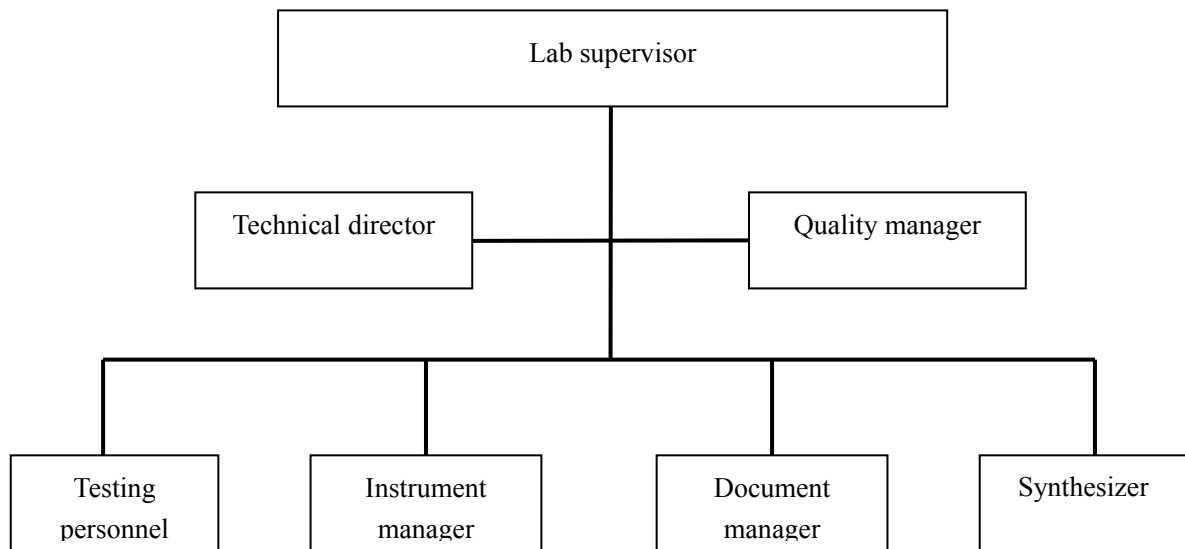 Lab supervisor
Technical director
Quality manager
Testing
personnel
Instrument
manager
Document
manager
Synthesizer